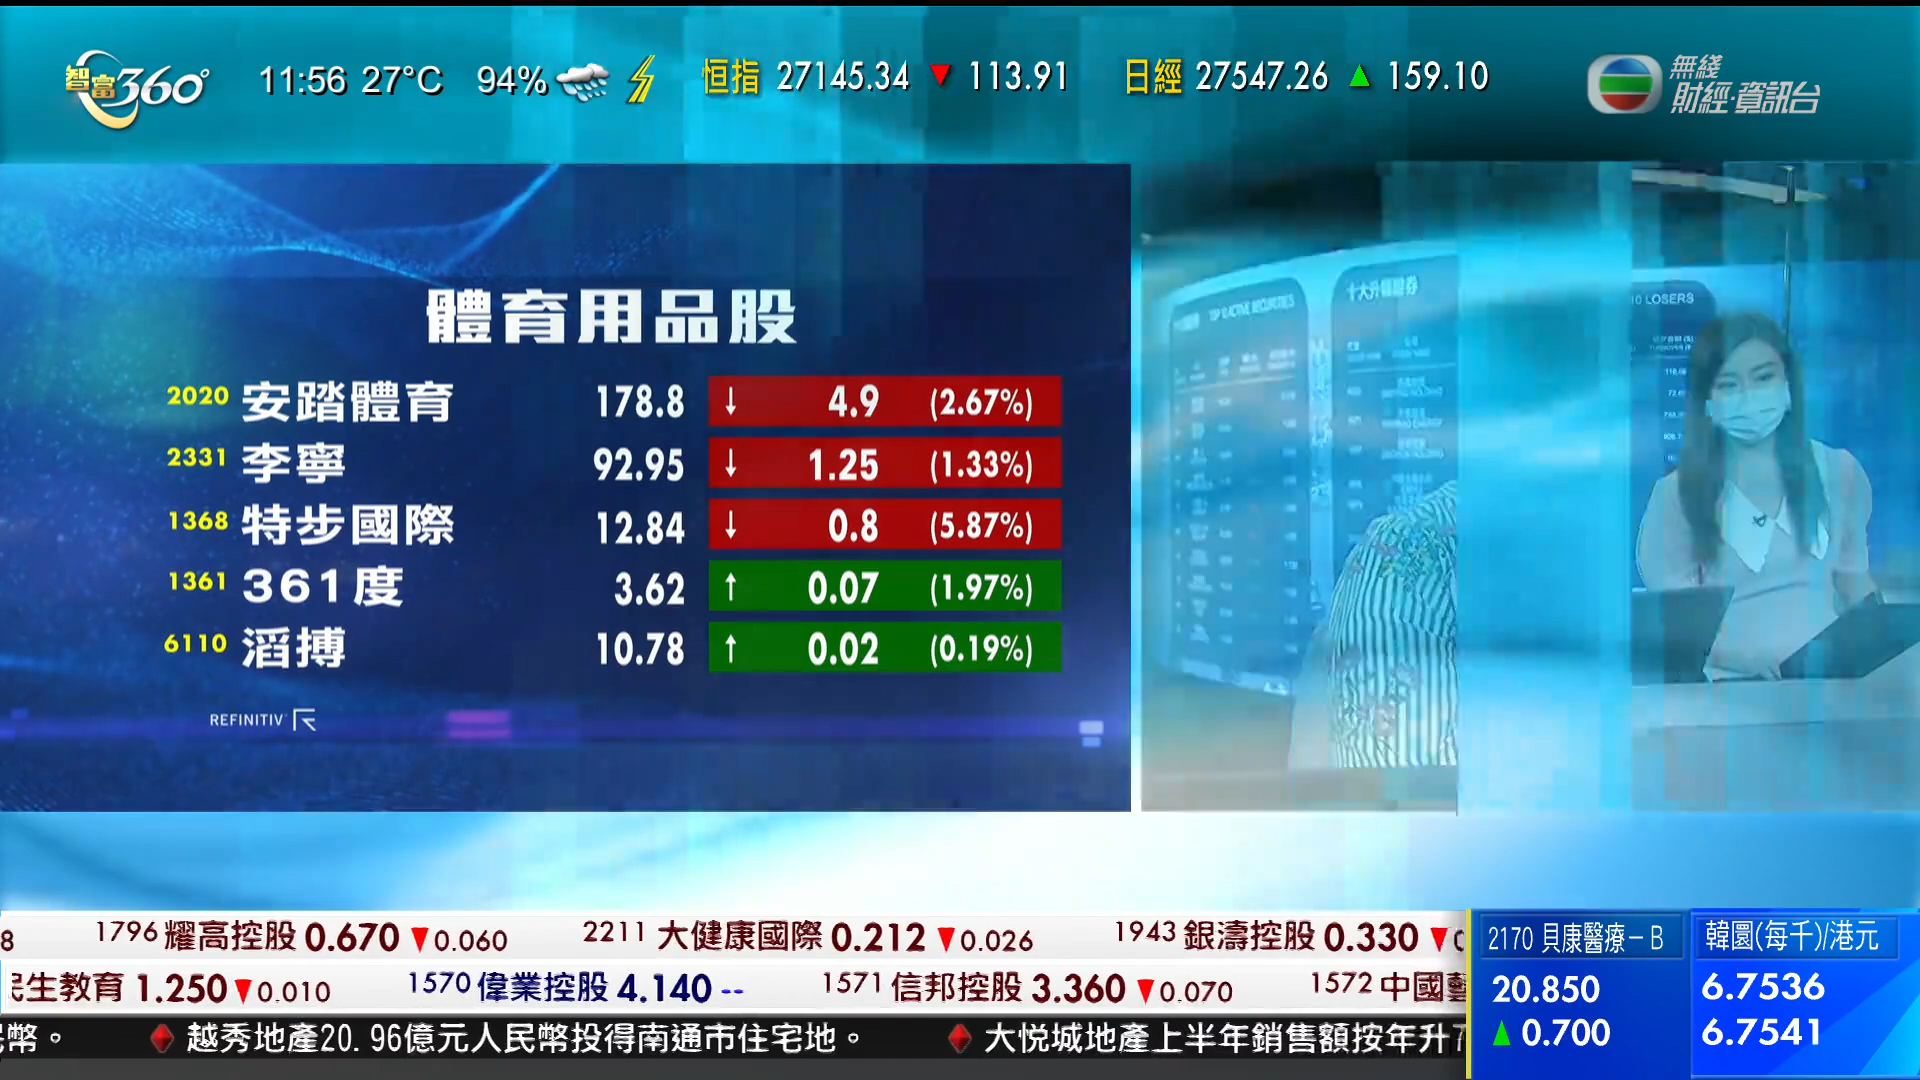 智富360°
11:56 27°C 94%
恒指 27145.34 ▼ 113.91
日經 27547.26 ▲ 159.10
無綫
財經·資訊台
體育用品股
2020 安踏體育 178.8 ↓ 4.9 (2.67%)
2331 李寧 92.95 ↓ 1.25 (1.33%)
1368 特步國際 12.84 ↓ 0.8 (5.87%)
1361 361度 3.62 ↑ 0.07 (1.97%)
6110 滔搏 10.78 ↑ 0.02 (0.19%)
REFINITIV
TOP 10 ACTIVE SECURITIES
十大升幅證券
10 LOSERS
8 1796 耀高控股 0.670 ▼ 0.060 2211 大健康國際 0.212 ▼ 0.026 1943 銀濤控股 0.330 ▼
民生教育 1.250 ▼ 0.010 1570 偉業控股 4.140 -- 1571 信邦控股 3.360 ▼ 0.070 1572 中國藝
民幣。 ◆ 越秀地產20.96億元人民幣投得南通市住宅地。 ◆ 大悅城地產上半年銷售額按年升7
2170 貝康醫療－B
20.850
▲ 0.700
韓圜(每千)/港元
6.7536
6.7541